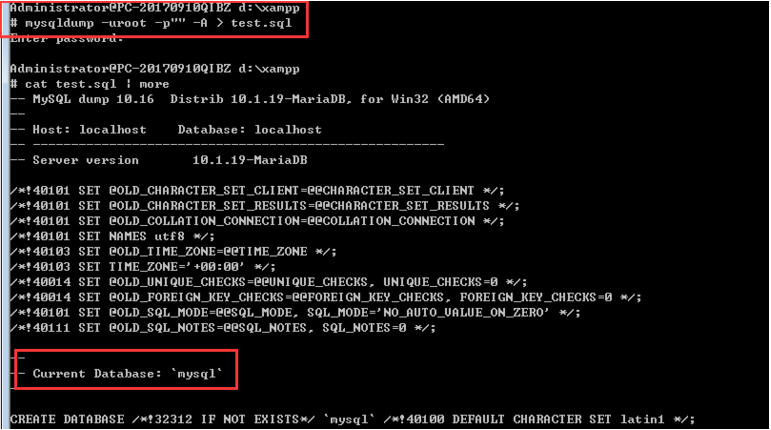 Administrator@PC-20170910QIBZ d:\xampp
# mysqldump -uroot -p"" -A > test.sql
Enter password:
Administrator@PC-20170910QIBZ d:\xampp
# cat test.sql | more
-- MySQL dump 10.16  Distrib 10.1.19-MariaDB, for Win32 (AMD64)
--
-- Host: localhost    Database: localhost
-- ------------------------------------------------------
-- Server version       10.1.19-MariaDB
/*!40101 SET @OLD_CHARACTER_SET_CLIENT=@@CHARACTER_SET_CLIENT */;
/*!40101 SET @OLD_CHARACTER_SET_RESULTS=@@CHARACTER_SET_RESULTS */;
/*!40101 SET @OLD_COLLATION_CONNECTION=@@COLLATION_CONNECTION */;
/*!40101 SET NAMES utf8 */;
/*!40103 SET @OLD_TIME_ZONE=@@TIME_ZONE */;
/*!40103 SET TIME_ZONE='+00:00' */;
/*!40014 SET @OLD_UNIQUE_CHECKS=@@UNIQUE_CHECKS, UNIQUE_CHECKS=0 */;
/*!40014 SET @OLD_FOREIGN_KEY_CHECKS=@@FOREIGN_KEY_CHECKS, FOREIGN_KEY_CHECKS=0 */;
/*!40101 SET @OLD_SQL_MODE=@@SQL_MODE, SQL_MODE='NO_AUTO_VALUE_ON_ZERO' */;
/*!40111 SET @OLD_SQL_NOTES=@@SQL_NOTES, SQL_NOTES=0 */;
--
-- Current Database: `mysql`
--
CREATE DATABASE /*!32312 IF NOT EXISTS*/ `mysql` /*!40100 DEFAULT CHARACTER SET latin1 */;